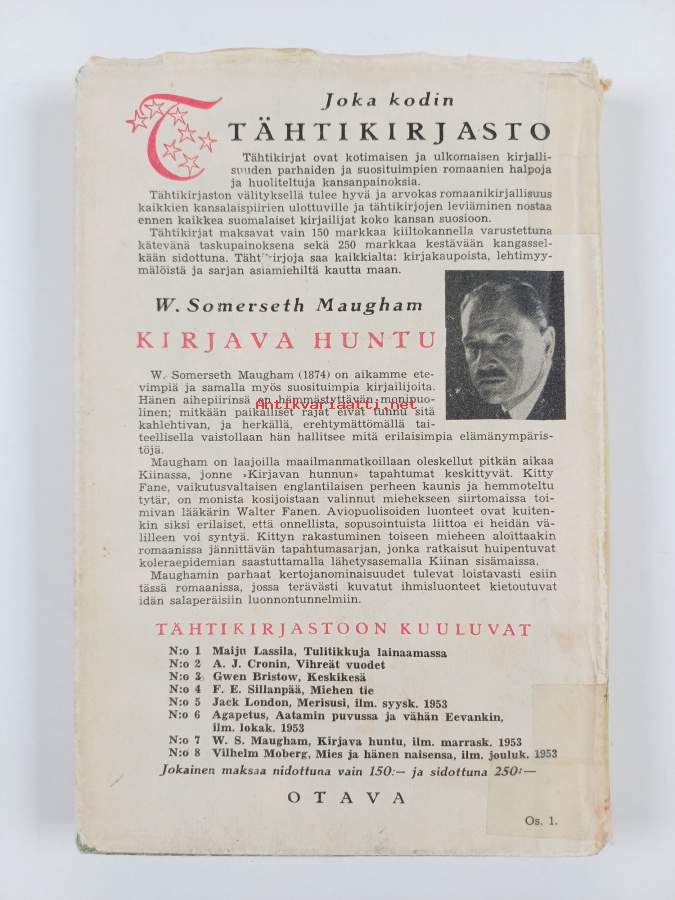 Joka kodin
TÄHTIKIRJASTO
Tähtikirjat ovat kotimaisen ja ulkomaisen kirjalli-
suuden parhaiden ja suosituimpien romaanien halpoja
ja huoliteltuja kansanpainoksia.
Tähtikirjaston välityksellä tulee hyvä ja arvokas romaanikirjallisuus
kaikkien kansalaispiirien ulottuville ja tähtikirjojen leviäminen nostaa
ennen kaikkea suomalaiset kirjailijat koko kansan suosioon.
Tähtikirjat maksavat vain 150 markkaa kiiltokannella varustettuna
kätevänä taskupainoksena sekä 250 markkaa kestävään kangassel-
kään sidottuna. Täht irjoja saa kaikkialta: kirjakaupoista, lehtimyy-
mälöistä ja sarjan asiamiehiltä kautta maan.
W. Somerseth Maugham
KIRJAVA HUNTU
W. Somerseth Maugham (1874) on aikamme ete-
vimpiä ja samalla myös suosituimpia kirjailijoita.
Hänen aihepiirinsä on hämmästyttävän monipuo-
Antikvariaatti.net
linen; mitkään paikalliset rajat eivät tunnu sitä
kahlehtivan, ja herkällä, erehtymättömällä tai-
teellisella vaistollaan hän hallitsee mitä erilaisimpia elämänympäris-
töjä.
Maugham on laajoilla maailmanmatkoillaan oleskellut pitkän aikaa
Kiinassa, jonne »Kirjavan hunnun» tapahtumat keskittyvät. Kitty
Fane, vaikutusvaltaisen englantilaisen perheen kaunis ja hemmoteltu
tytär, on monista kosijoistaan valinnut miehekseen siirtomaissa toi-
mivan lääkärin Walter Fanen. Aviopuolisoiden luonteet ovat kuiten-
kin siksi erilaiset, että onnellista, sopusointuista liittoa ei heidän vä-
lilleen voi syntyä. Kittyn rakastuminen toiseen mieheen aloittaakin
romaanissa jännittävän tapahtumasarjan, jonka ratkaisut huipentuvat
koleraepidemian saastuttamalla lähetysasemalla Kiinan sisämaissa.
Maughamin parhaat kertojanominaisuudet tulevat loistavasti esiin
tässä romaanissa, jossa terävästi kuvatut ihmisluonteet kietoutuvat
idän salaperäisiin luonnontunnelmiin.
TÄHTIKIRJASTOON KUULUVAT
N:o 1 Maiju Lassila, Tulitikkuja lainaamassa
N:o 2 A. J. Cronin, Vihreät vuodet
N:o 3 Gwen Bristow, Keskikesä
N:o 4 F. E. Sillanpää, Miehen tie
N:o 5 Jack London, Merisusi, ilm. syysk. 1953
N:o 6 Agapetus, Aatamin puvussa ja vähän Eevankin,
ilm. lokak. 1953
N:o 7 W. S. Maugham, Kirjava huntu, ilm. marrask. 1953
N:o 8 Vilhelm Moberg, Mies ja hänen naisensa, ilm. jouluk. 1953
Jokainen maksaa nidottuna vain 150:— ja sidottuna 250:—
OTAVA
Os. 1.